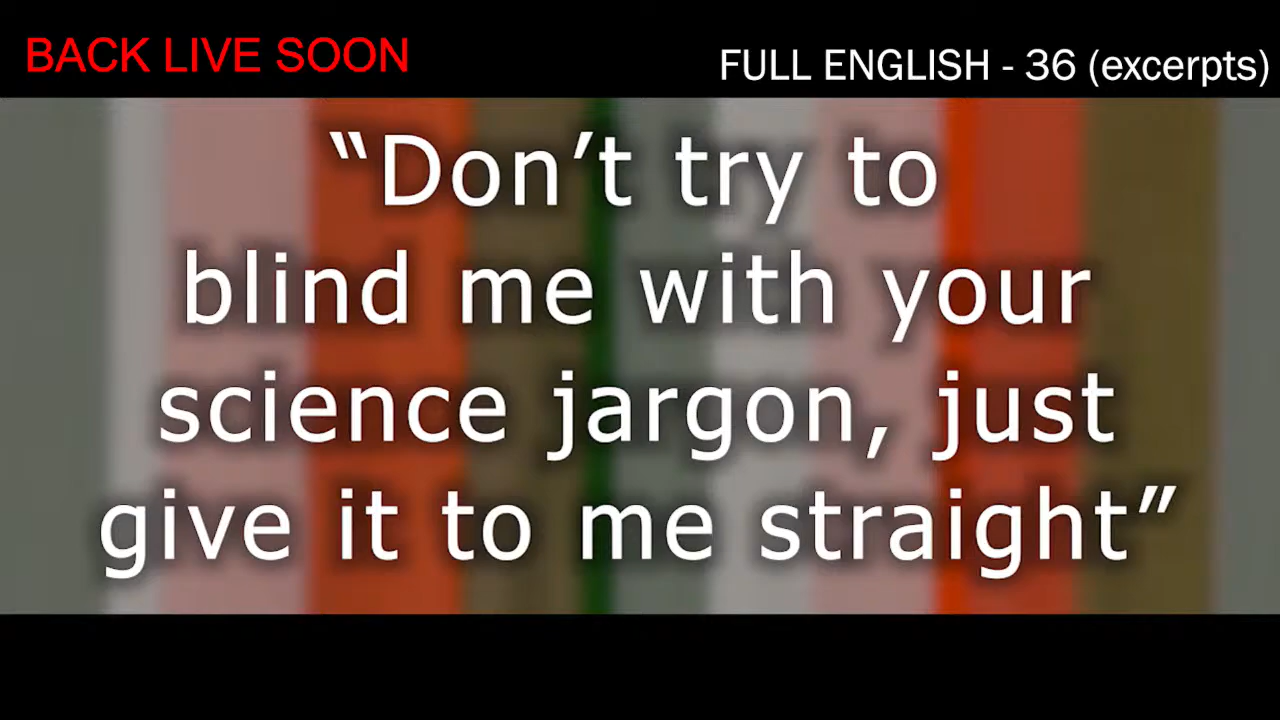 BACK LIVE SOON
FULL ENGLISH - 36 (excerpts)
“Don’t try to
blind me with your
science jargon, just
give it to me straight”